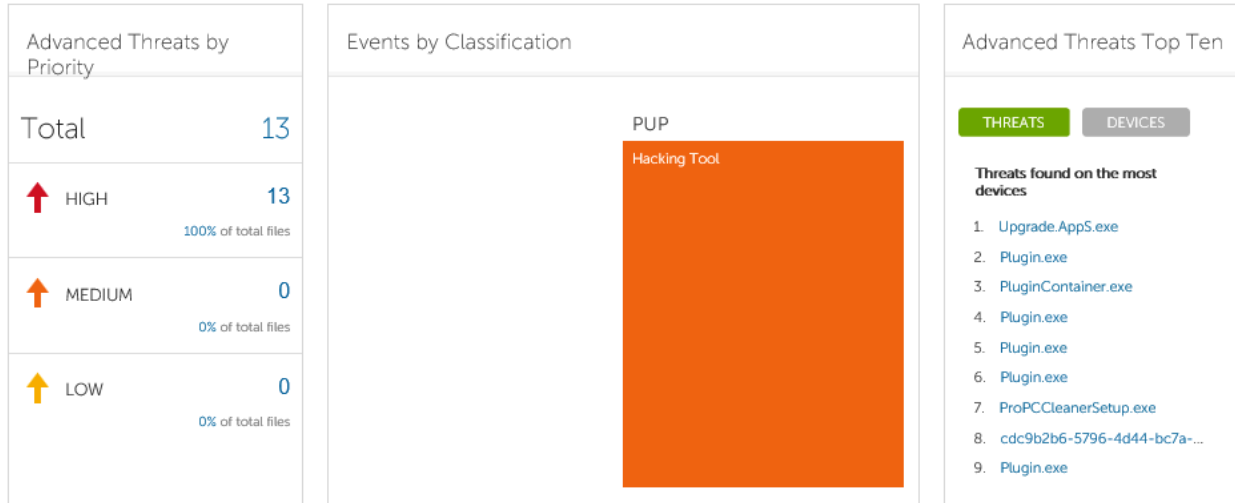 Advanced Threats by
Priority
Total 13
HIGH 13
100% of total files
MEDIUM 0
0% of total files
LOW 0
0% of total files
Events by Classification
PUP
Hacking Tool
Advanced Threats Top Ten
THREATS DEVICES
Threats found on the most
devices
1. Upgrade.AppS.exe
2. Plugin.exe
3. PluginContainer.exe
4. Plugin.exe
5. Plugin.exe
6. Plugin.exe
7. ProPCCleanerSetup.exe
8. cdc9b2b6-5796-4d44-bc7a-...
9. Plugin.exe